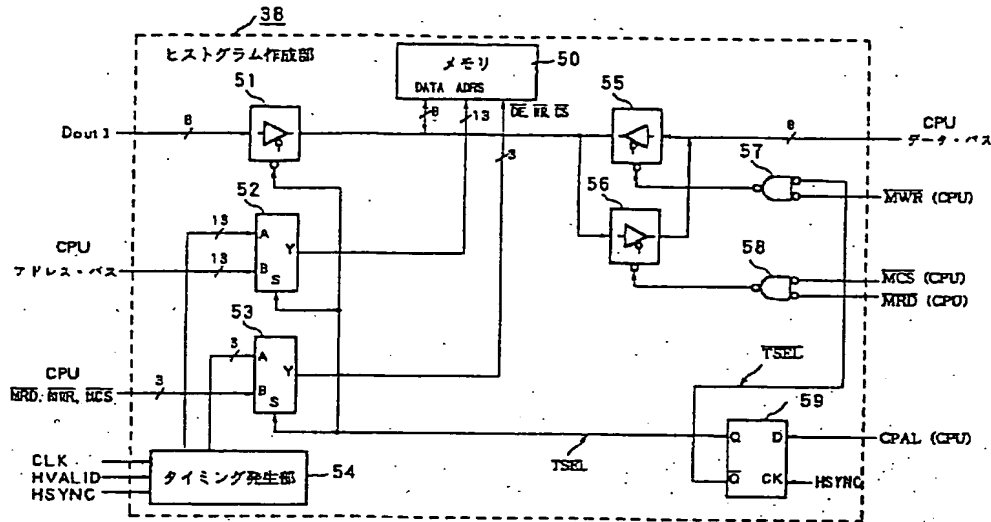 38
ヒストグラム作成部
メモリ
50
DATA ADRS
OE, WR, CS
8
13
3
51
Dout1
8
55
CPU
データ・バス
8
57
MWR (CPU)
56
58
MCS (CPU)
MRD (CPU)
52
13
A
Y
B
S
CPU
アドレス・バス
13
53
3
A
Y
B
S
CPU
MRD, MWR, MCS
3
TSEL
59
Q D
CPAL (CPU)
TSEL
Q CK
HSYNC
CLK
HVALID
HSYNC
タイミング発生部
54